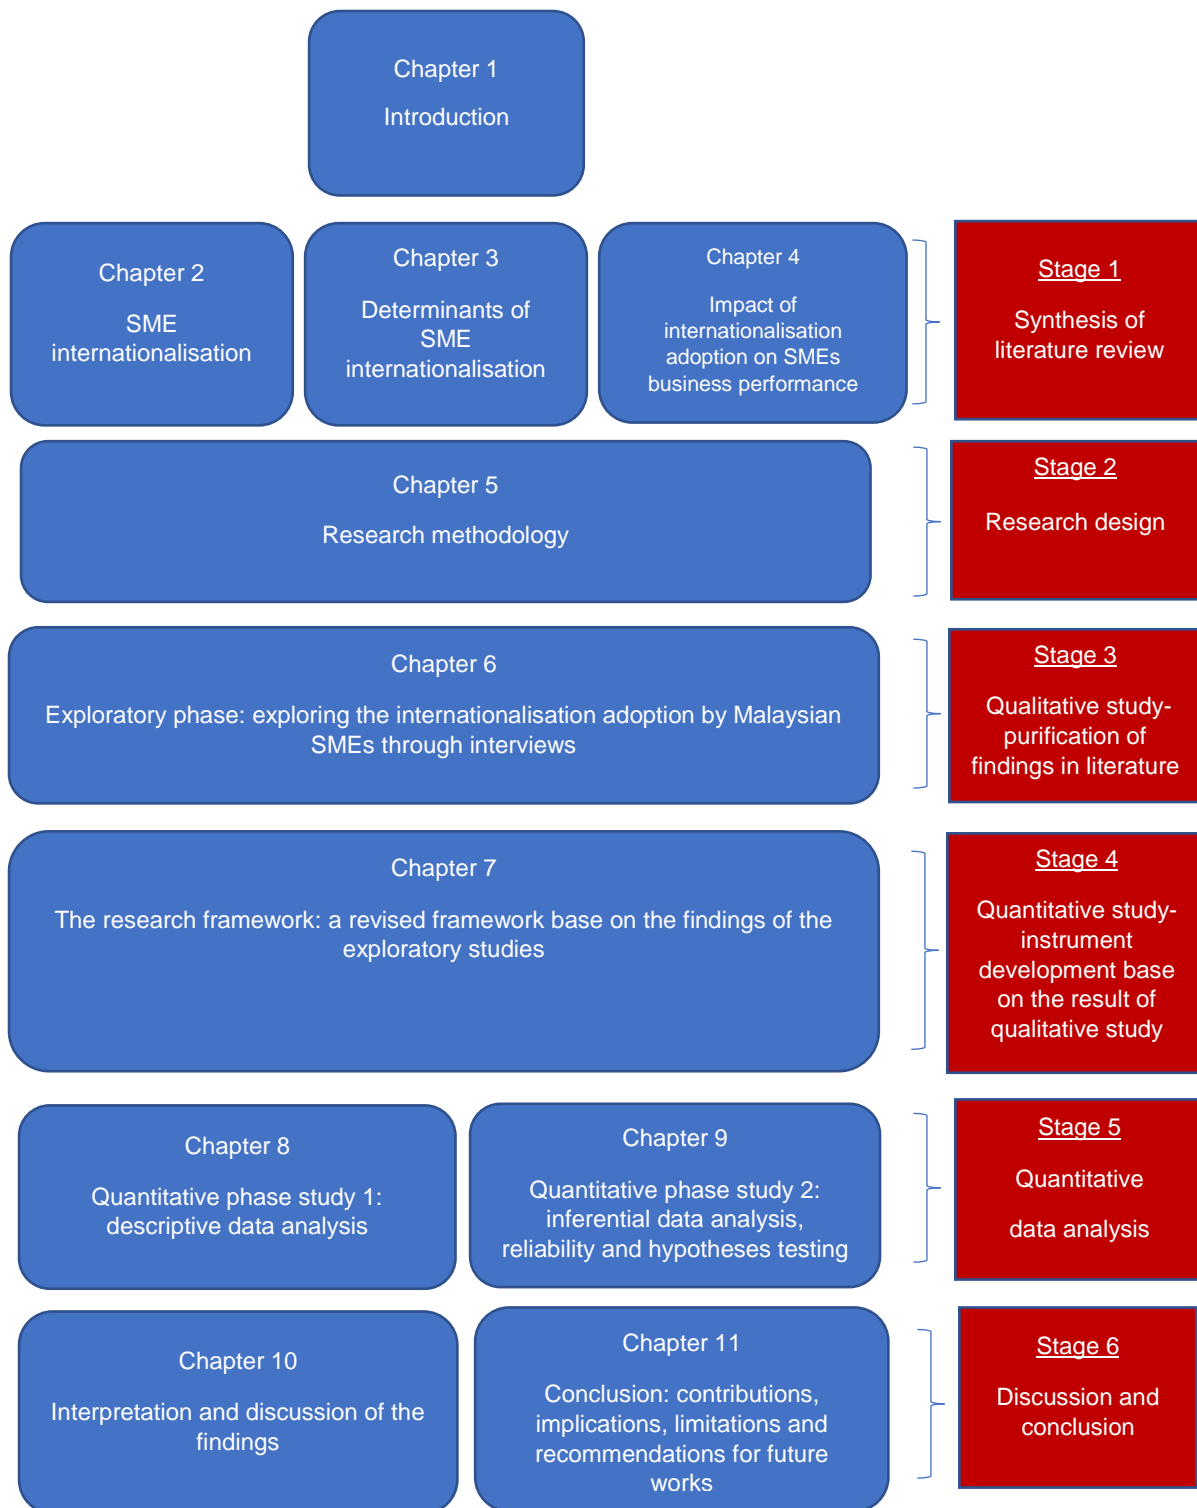 Chapter 1
Introduction
Chapter 2
SME
internationalisation
Chapter 3
Determinants of
SME
internationalisation
Chapter 4
Impact of
internationalisation
adoption on SMEs
business performance
Stage 1
Synthesis of
literature review
Chapter 5
Research methodology
Stage 2
Research design
Chapter 6
Exploratory phase: exploring the internationalisation adoption by Malaysian
SMEs through interviews
Stage 3
Qualitative study-
purification of
findings in literature
Chapter 7
The research framework: a revised framework base on the findings of the
exploratory studies
Stage 4
Quantitative study-
instrument
development base
on the result of
qualitative study
Chapter 8
Quantitative phase study 1:
descriptive data analysis
Chapter 9
Quantitative phase study 2:
inferential data analysis,
reliability and hypotheses testing
Stage 5
Quantitative
data analysis
Chapter 10
Interpretation and discussion of the
findings
Chapter 11
Conclusion: contributions,
implications, limitations and
recommendations for future
works
Stage 6
Discussion and
conclusion